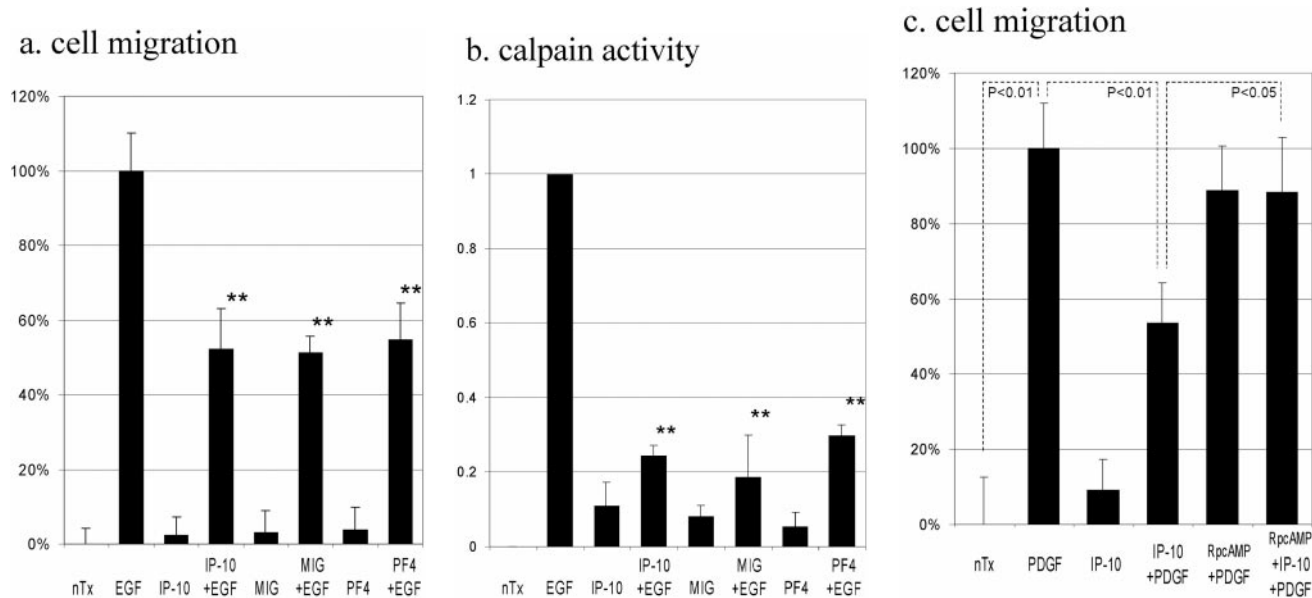 a. cell migration
120%
100%
80%
60%
40%
20%
0%
**
**
**
nTx
EGF
IP-10
IP-10
+EGF
MIG
MIG
+EGF
PF4
PF4
+EGF
b. calpain activity
1.2
1
0.8
0.6
0.4
0.2
0
**
**
**
nTx
EGF
IP-10
IP-10
+EGF
MIG
MIG
+EGF
PF4
PF4
+EGF
c. cell migration
120%
100%
80%
60%
40%
20%
0%
P<0.01
P<0.01
P<0.05
nTx
PDGF
IP-10
IP-10
+PDGF
RpcAMP
+PDGF
RpcAMP
+IP-10
+PDGF